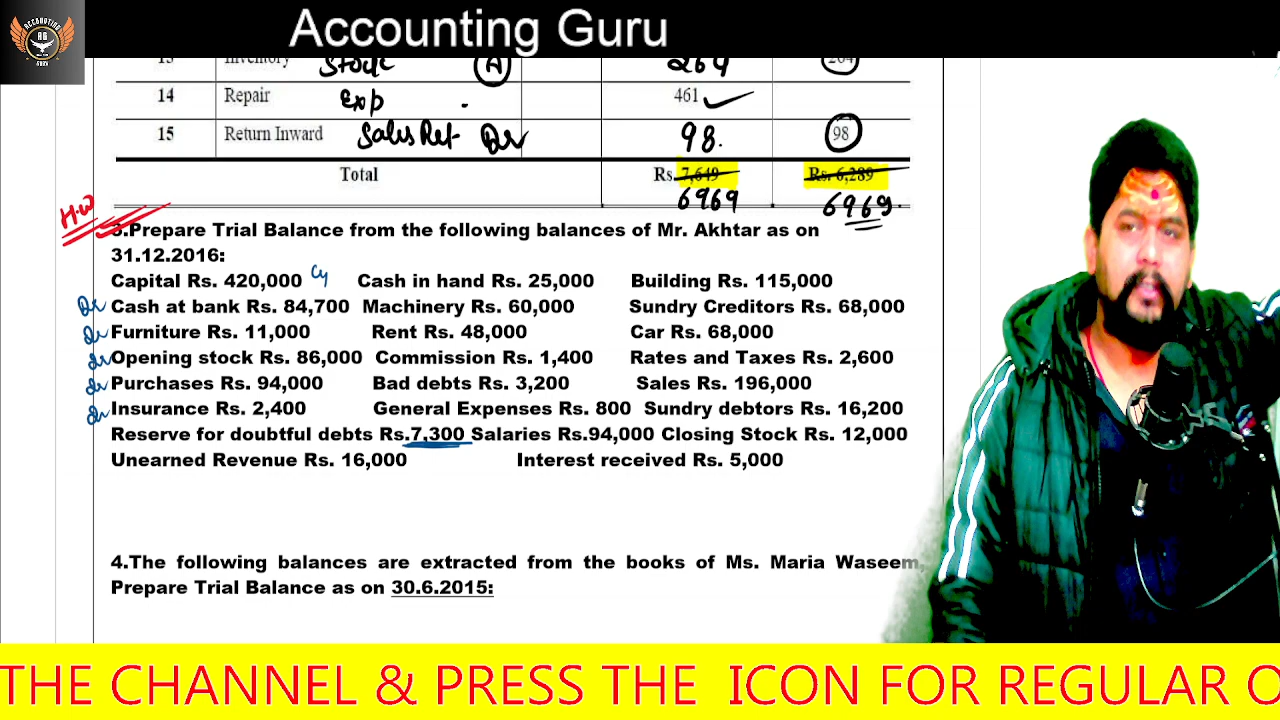 Accounting Guru
ACCOUNTING
AG
GURU
13 Inventory Stock (A) 264 264
14 Repair Exp 461
15 Return Inward Sales Ret Dr 98. 98
Total Rs. 7,649 Rs. 6,289
6969 6969.
H.W
3.Prepare Trial Balance from the following balances of Mr. Akhtar as on
31.12.2016:
Capital Rs. 420,000 Cr Cash in hand Rs. 25,000 Building Rs. 115,000
Dr Cash at bank Rs. 84,700 Machinery Rs. 60,000 Sundry Creditors Rs. 68,000
Dr Furniture Rs. 11,000 Rent Rs. 48,000 Car Rs. 68,000
Dr Opening stock Rs. 86,000 Commission Rs. 1,400 Rates and Taxes Rs. 2,600
Dr Purchases Rs. 94,000 Bad debts Rs. 3,200 Sales Rs. 196,000
Dr Insurance Rs. 2,400 General Expenses Rs. 800 Sundry debtors Rs. 16,200
Reserve for doubtful debts Rs.7,300 Salaries Rs.94,000 Closing Stock Rs. 12,000
Unearned Revenue Rs. 16,000 Interest received Rs. 5,000
4.The following balances are extracted from the books of Ms. Maria Waseem,
Prepare Trial Balance as on 30.6.2015:
THE CHANNEL & PRESS THE ICON FOR REGULAR